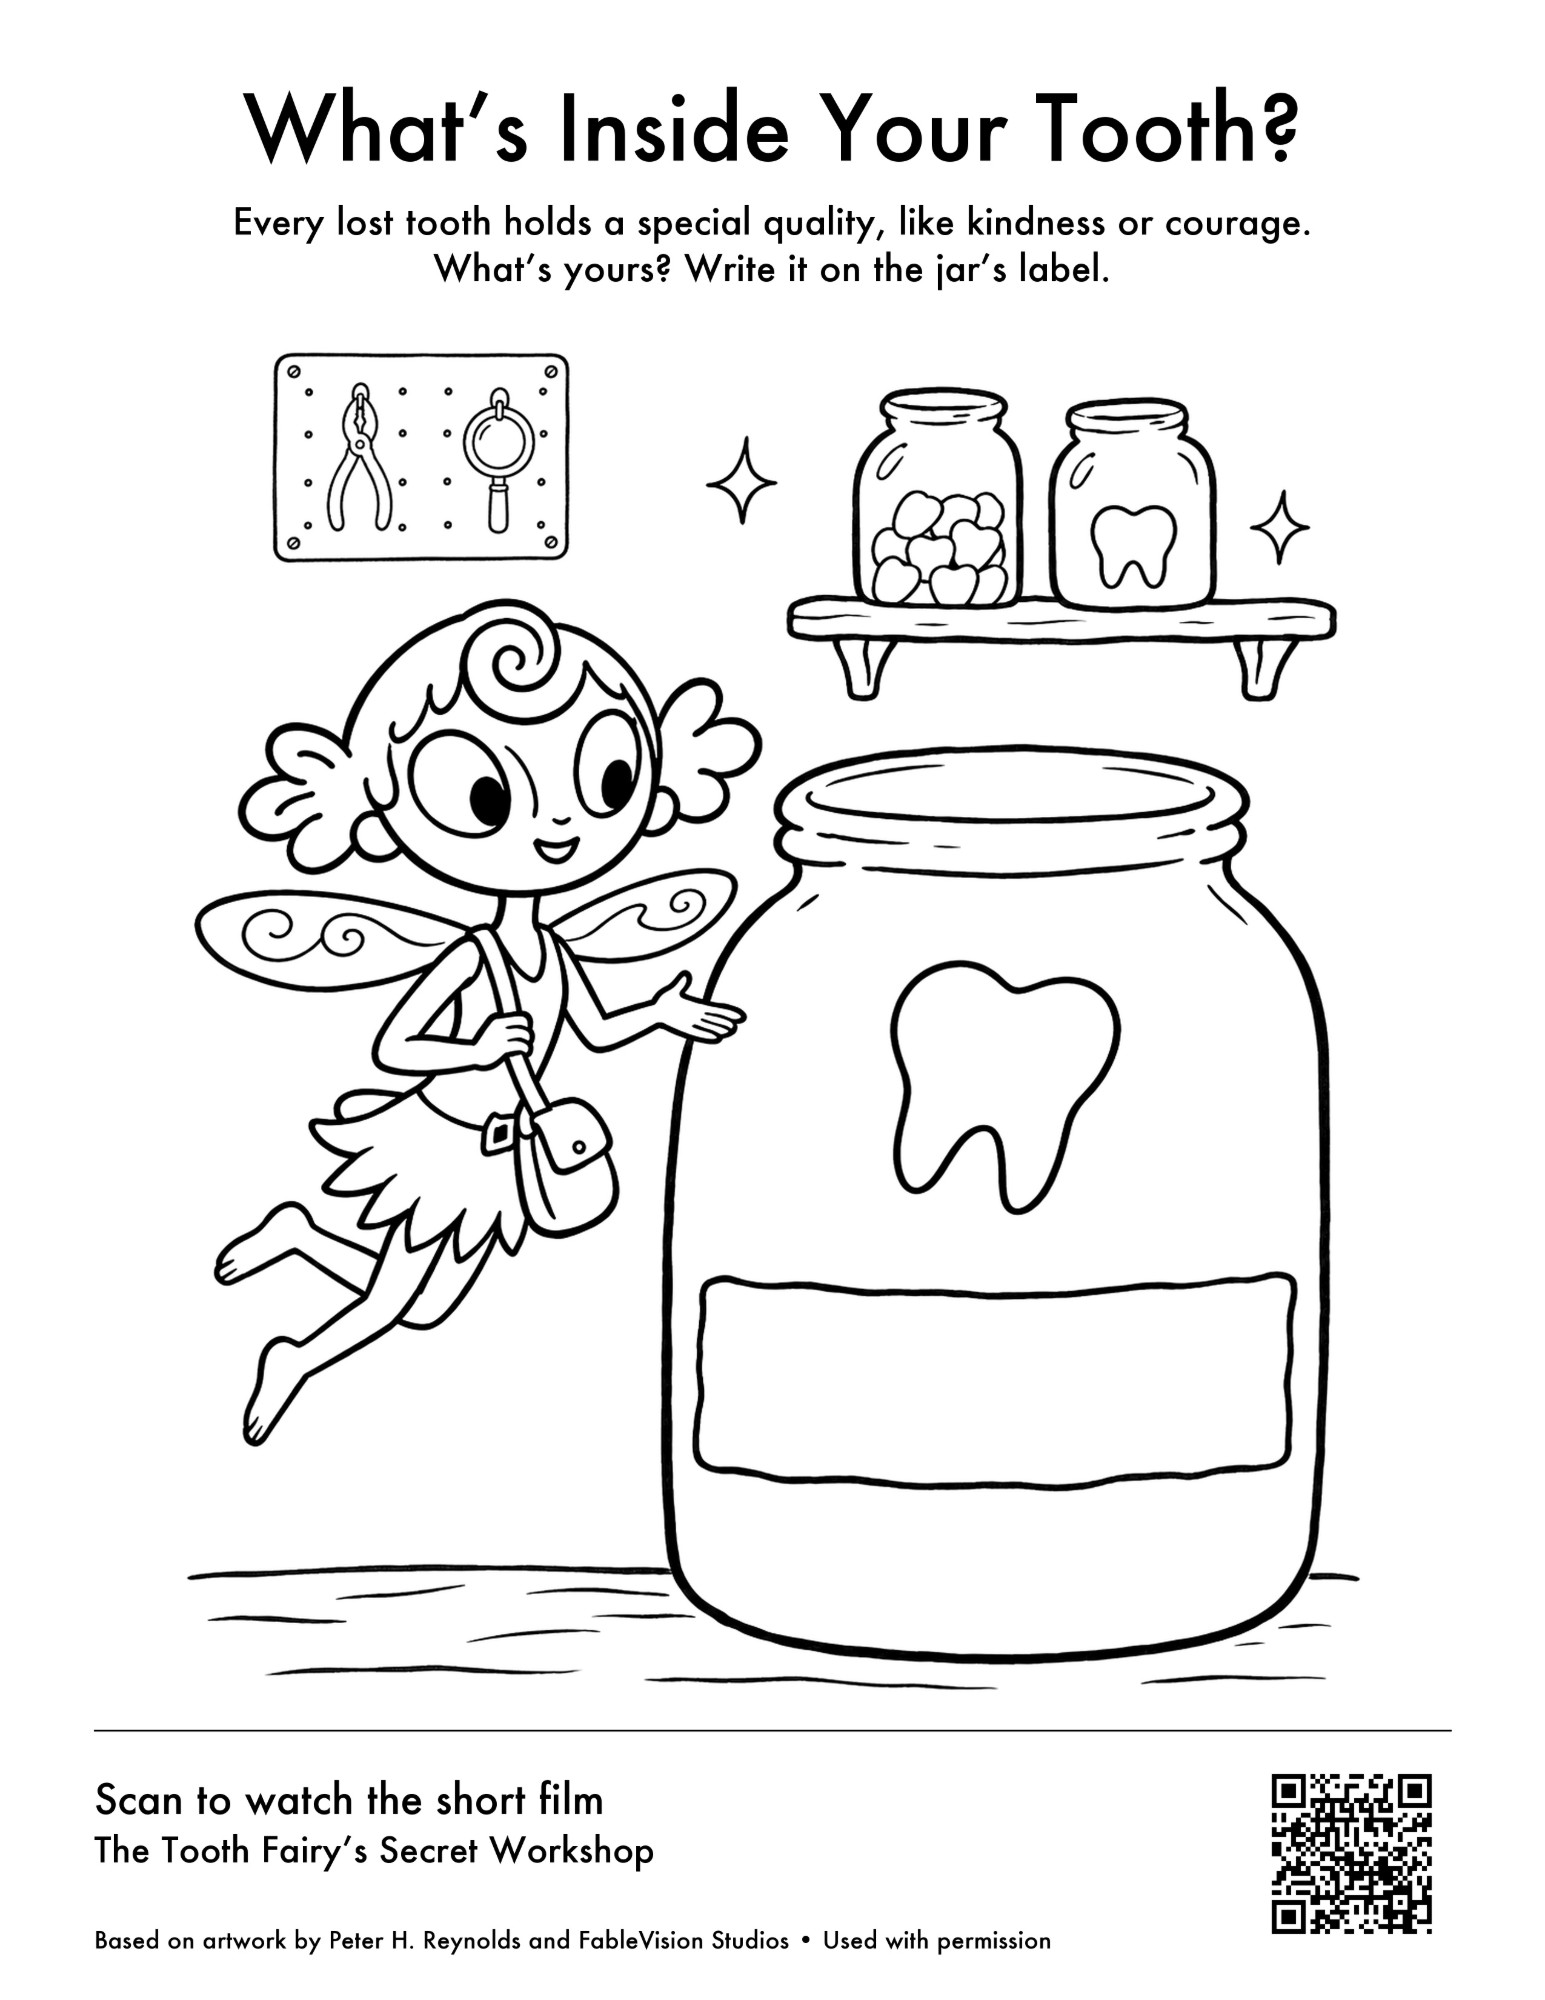 What’s Inside Your Tooth?
Every lost tooth holds a special quality, like kindness or courage.
What’s yours? Write it on the jar’s label.
Scan to watch the short film
The Tooth Fairy’s Secret Workshop
Based on artwork by Peter H. Reynolds and FableVision Studios • Used with permission